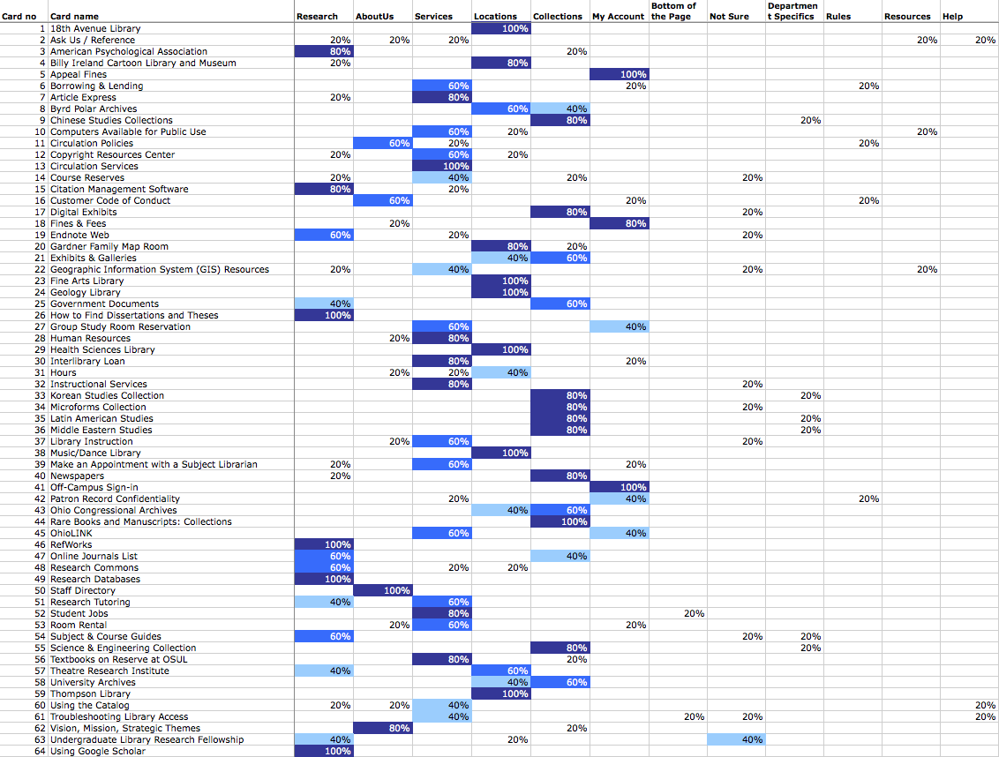 Card no Card name Research AboutUs Services Locations Collections My Account Bottom of the Page Not Sure Departmen t Specifics Rules Resources Help
1 18th Avenue Library 100%
2 Ask Us / Reference 20% 20% 20% 20% 20%
3 American Psychological Association 80% 20%
4 Billy Ireland Cartoon Library and Museum 20% 80%
5 Appeal Fines 100%
6 Borrowing & Lending 60% 20% 20%
7 Article Express 20% 80%
8 Byrd Polar Archives 60% 40%
9 Chinese Studies Collections 80% 20%
10 Computers Available for Public Use 60% 20% 20%
11 Circulation Policies 60% 20% 20%
12 Copyright Resources Center 20% 60% 20%
13 Circulation Services 100%
14 Course Reserves 20% 40% 20% 20%
15 Citation Management Software 80% 20%
16 Customer Code of Conduct 60% 20% 20%
17 Digital Exhibits 80% 20%
18 Fines & Fees 20% 80%
19 Endnote Web 60% 20% 20%
20 Gardner Family Map Room 80% 20%
21 Exhibits & Galleries 40% 60%
22 Geographic Information System (GIS) Resources 20% 40% 20% 20%
23 Fine Arts Library 100%
24 Geology Library 100%
25 Government Documents 40% 60%
26 How to Find Dissertations and Theses 100%
27 Group Study Room Reservation 60% 40%
28 Human Resources 20% 80%
29 Health Sciences Library 100%
30 Interlibrary Loan 80% 20%
31 Hours 20% 20% 40%
32 Instructional Services 80% 20%
33 Korean Studies Collection 80% 20%
34 Microforms Collection 80% 20%
35 Latin American Studies 80% 20%
36 Middle Eastern Studies 80% 20%
37 Library Instruction 20% 60% 20%
38 Music/Dance Library 100%
39 Make an Appointment with a Subject Librarian 20% 60% 20%
40 Newspapers 20% 80%
41 Off-Campus Sign-in 100%
42 Patron Record Confidentiality 20% 40% 20%
43 Ohio Congressional Archives 40% 60%
44 Rare Books and Manuscripts: Collections 100%
45 OhioLINK 60% 40%
46 RefWorks 100%
47 Online Journals List 60% 40%
48 Research Commons 60% 20% 20%
49 Research Databases 100%
50 Staff Directory 100%
51 Research Tutoring 40% 60%
52 Student Jobs 80% 20%
53 Room Rental 20% 60% 20%
54 Subject & Course Guides 60% 20% 20%
55 Science & Engineering Collection 80% 20%
56 Textbooks on Reserve at OSUL 80% 20%
57 Theatre Research Institute 40% 60%
58 University Archives 40% 60%
59 Thompson Library 100%
60 Using the Catalog 20% 20% 40% 20%
61 Troubleshooting Library Access 40% 20% 20% 20%
62 Vision, Mission, Strategic Themes 80% 20%
63 Undergraduate Library Research Fellowship 40% 20% 40%
64 Using Google Scholar 100%